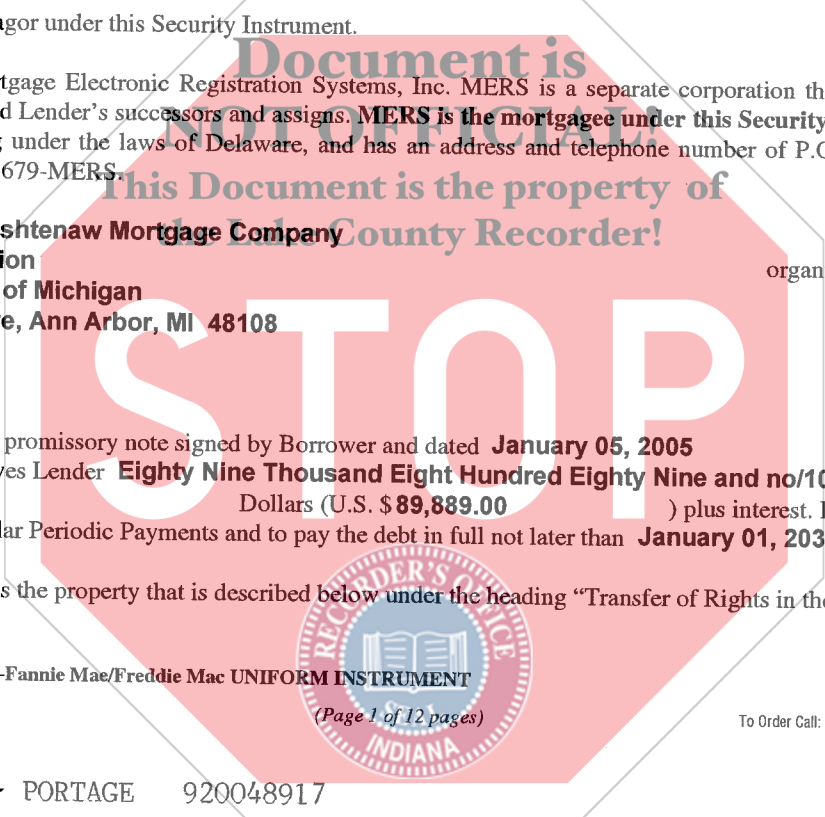 gor under this Security Instrument.
Document is
tgage Electronic Registration Systems, Inc. MERS is a separate corporation th
d Lender's successors and assigns. MERS is the mortgagee under this Security
NOT OFFICIAL!
under the laws of Delaware, and has an address and telephone number of P.O
679-MERS.
This Document is the property of
shtenaw Mortgage Company
the Lake County Recorder!
ion
organ
of Michigan
e, Ann Arbor, MI 48108
STOP
promissory note signed by Borrower and dated January 05, 2005
es Lender Eighty Nine Thousand Eight Hundred Eighty Nine and no/10
Dollars (U.S. $ 89,889.00 ) plus interest.
lar Periodic Payments and to pay the debt in full not later than January 01, 203
s the property that is described below under the heading “Transfer of Rights in the
RECORDER'S OFFICE
-Fannie Mae/Freddie Mac UNIFORM INSTRUMENT
SEAL
(Page 1 of 12 pages)
To Order Call:
INDIANA
PORTAGE 920048917